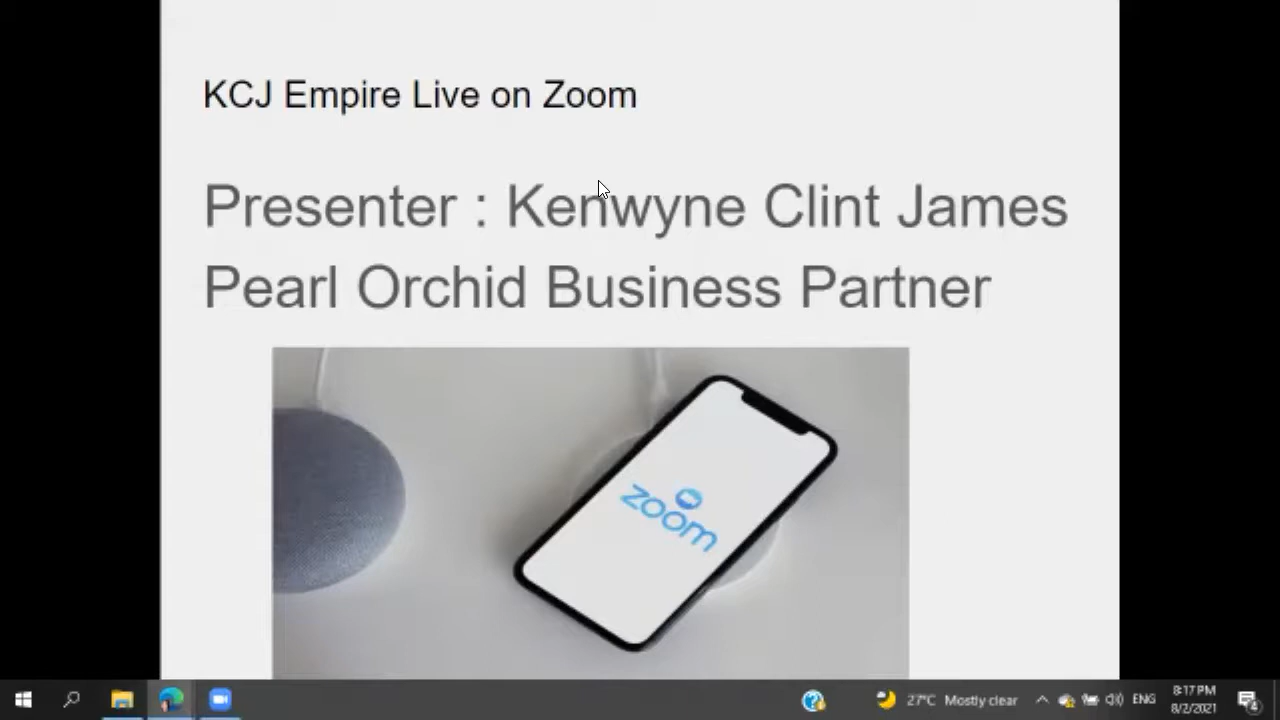 KCJ Empire Live on Zoom
Presenter : Kenwyne Clint James
Pearl Orchid Business Partner
zoom
27°C Mostly clear
ENG
8:17 PM
8/2/2021
4